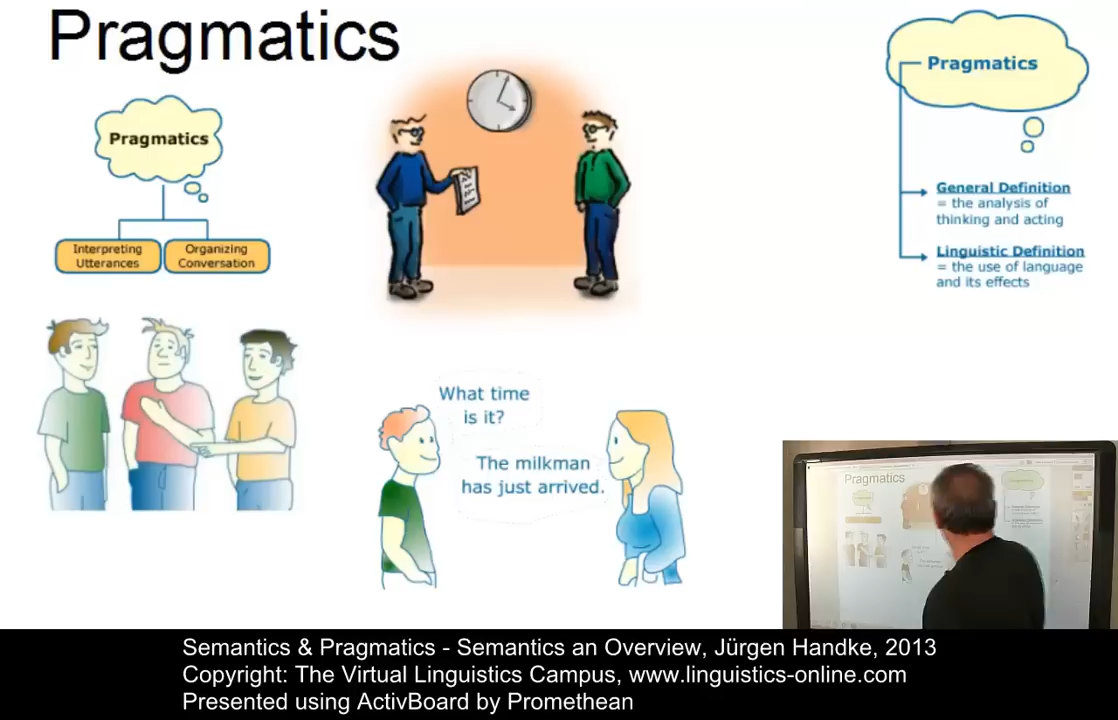 Pragmatics
Pragmatics
Interpreting
Utterances
Organizing
Conversation
Pragmatics
General Definition
= the analysis of
thinking and acting
Linguistic Definition
= the use of language
and its effects
What time
is it?
The milkman
has just arrived.
Pragmatics
Semantics & Pragmatics - Semantics an Overview, Jürgen Handke, 2013
Copyright: The Virtual Linguistics Campus, www.linguistics-online.com
Presented using ActivBoard by Promethean